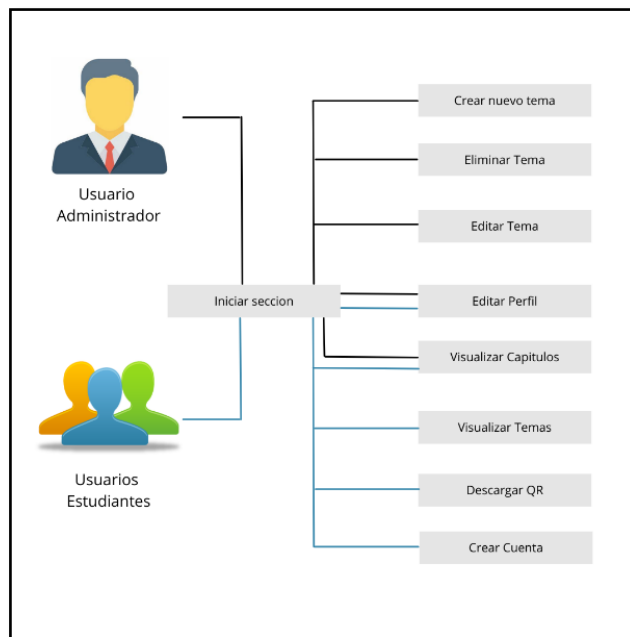 Usuario
Administrador
Usuarios
Estudiantes
Iniciar seccion
Crear nuevo tema
Eliminar Tema
Editar Tema
Editar Perfil
Visualizar Capitulos
Visualizar Temas
Descargar QR
Crear Cuenta